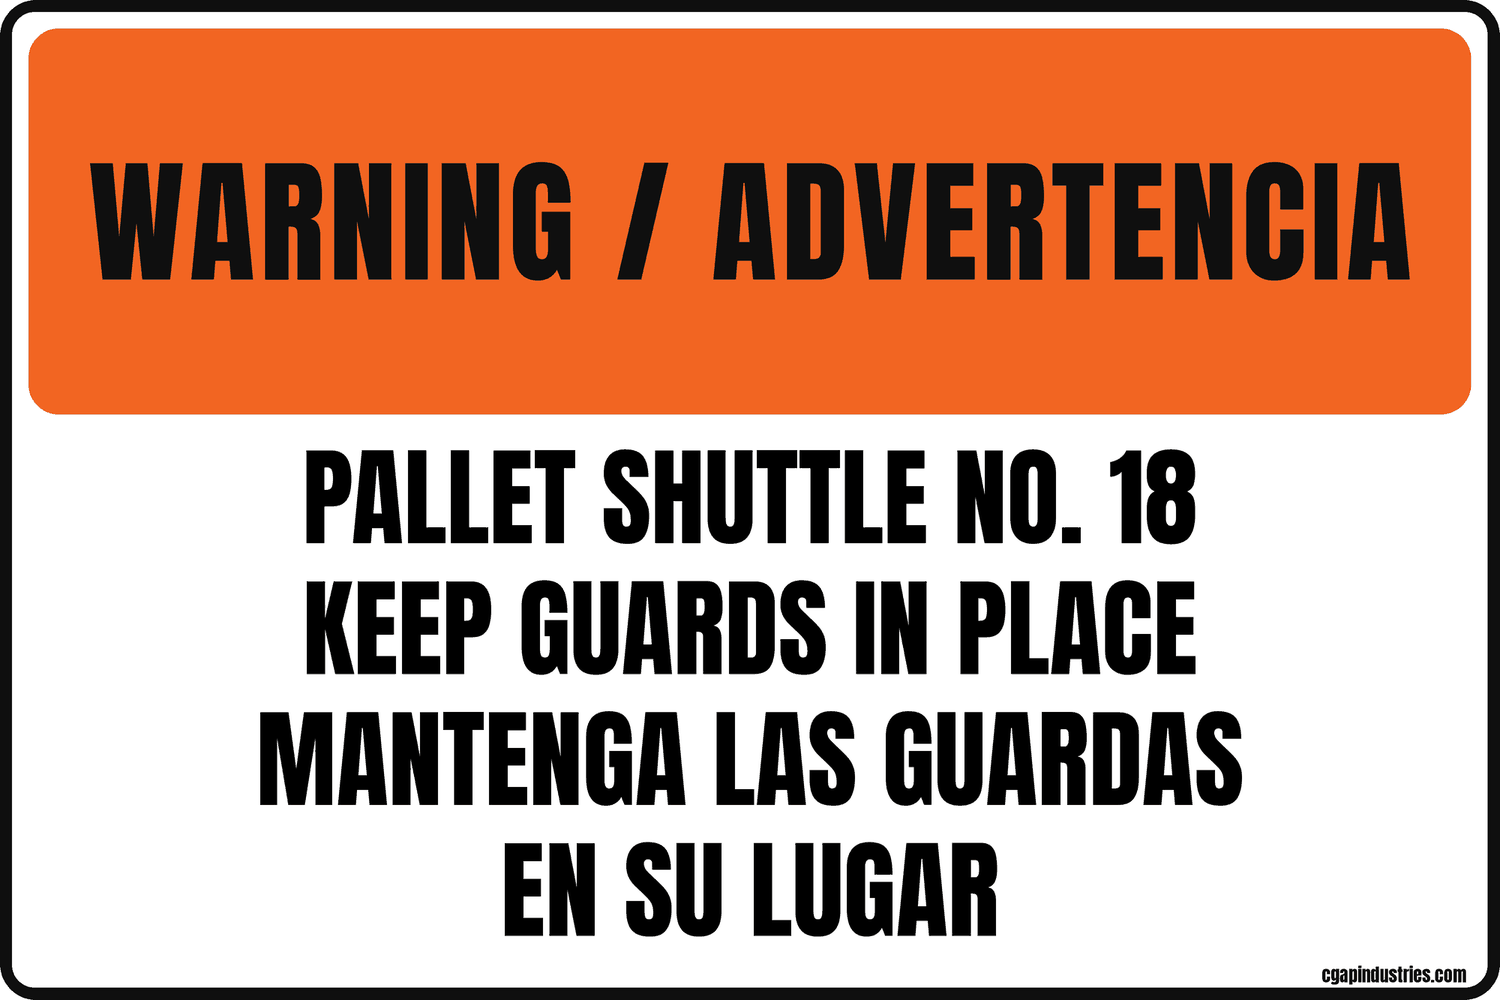 WARNING / ADVERTENCIA
PALLET SHUTTLE NO. 18
KEEP GUARDS IN PLACE
MANTENGA LAS GUARDAS
EN SU LUGAR
cgapindustries.com